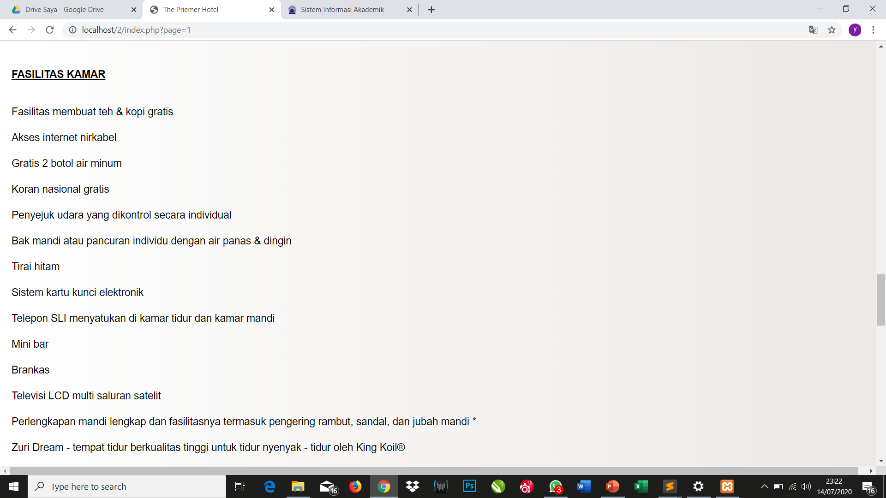 Drive Saya - Google Drive
The Priemer Hotel
Sistem Informasi Akademik
localhost/2/index.php?page=1
y
FASILITAS KAMAR
Fasilitas membuat teh & kopi gratis
Akses internet nirkabel
Gratis 2 botol air minum
Koran nasional gratis
Penyejuk udara yang dikontrol secara individual
Bak mandi atau pancuran individu dengan air panas & dingin
Tirai hitam
Sistem kartu kunci elektronik
Telepon SLI menyatukan di kamar tidur dan kamar mandi
Mini bar
Brankas
Televisi LCD multi saluran satelit
Perlengkapan mandi lengkap dan fasilitasnya termasuk pengering rambut, sandal, dan jubah mandi *
Zuri Dream - tempat tidur berkualitas tinggi untuk tidur nyenyak - tidur oleh King Koil®
Type here to search
16
Ps
3
23:22
14/07/2020
16